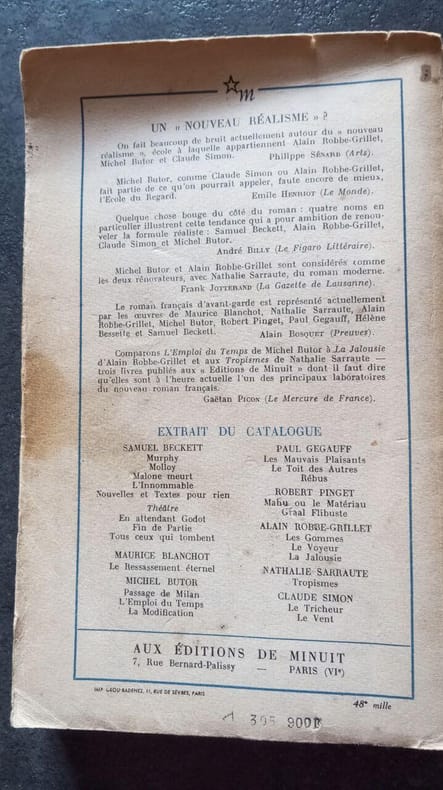 m
UN « NOUVEAU RÉALISME » ?
On fait beaucoup de bruit actuellement autour du « nouveau
réalisme », école à laquelle appartiennent Alain Robbe-Grillet,
Michel Butor et Claude Simon. Philippe SÉNARD (Arts).
Michel Butor, comme Claude Simon ou Alain Robbe-Grillet,
fait partie de ce qu'on pourrait appeler, faute encore de mieux,
l'Ecole du Regard. Emile HENRIOT (Le Monde).
Quelque chose bouge du côté du roman : quatre noms en
particulier illustrent cette tendance qui a pour ambition de renou-
veler la formule réaliste : Samuel Beckett, Alain Robbe-Grillet,
Claude Simon et Michel Butor.
André BILLY (Le Figaro Littéraire).
Michel Butor et Alain Robbe-Grillet sont considérés comme
les deux rénovateurs, avec Nathalie Sarraute, du roman moderne.
Frank JOTTERAND (La Gazette de Lausanne).
Le roman français d'avant-garde est représenté actuellement
par les œuvres de Maurice Blanchot, Nathalie Sarraute, Alain
Robbe-Grillet, Michel Butor, Robert Pinget, Paul Gegauff, Hélène
Bessette et Samuel Beckett. Alain BOSQUET (Preuves).
Comparons L'Emploi du Temps de Michel Butor à La Jalousie
d'Alain Robbe-Grillet et aux Tropismes de Nathalie Sarraute —
trois livres publiés aux « Editions de Minuit » dont il faut dire
qu'elles sont à l'heure actuelle l'un des principaux laboratoires
du nouveau roman français.
Gaëtan PICON (Le Mercure de France).
EXTRAIT DU CATALOGUE
SAMUEL BECKETT
Murphy
Molloy
Malone meurt
L'Innommable
Nouvelles et Textes pour rien
Théâtre
En attendant Godot
Fin de Partie
Tous ceux qui tombent
MAURICE BLANCHOT
Le Ressassement éternel
MICHEL BUTOR
Passage de Milan
L'Emploi du Temps
La Modification
PAUL GEGAUFF
Les Mauvais Plaisants
Le Toit des Autres
Rébus
ROBERT PINGET
Mahu ou le Matériau
Graal Flibuste
ALAIN ROBBE-GRILLET
Les Gommes
Le Voyeur
La Jalousie
NATHALIE SARRAUTE
Tropismes
CLAUDE SIMON
Le Tricheur
Le Vent
AUX ÉDITIONS DE MINUIT
7, Rue Bernard-Palissy — PARIS (VIe)
IMP. GROU-RADENEZ, 11, RUE DE SÈVRES, PARIS
48e mille